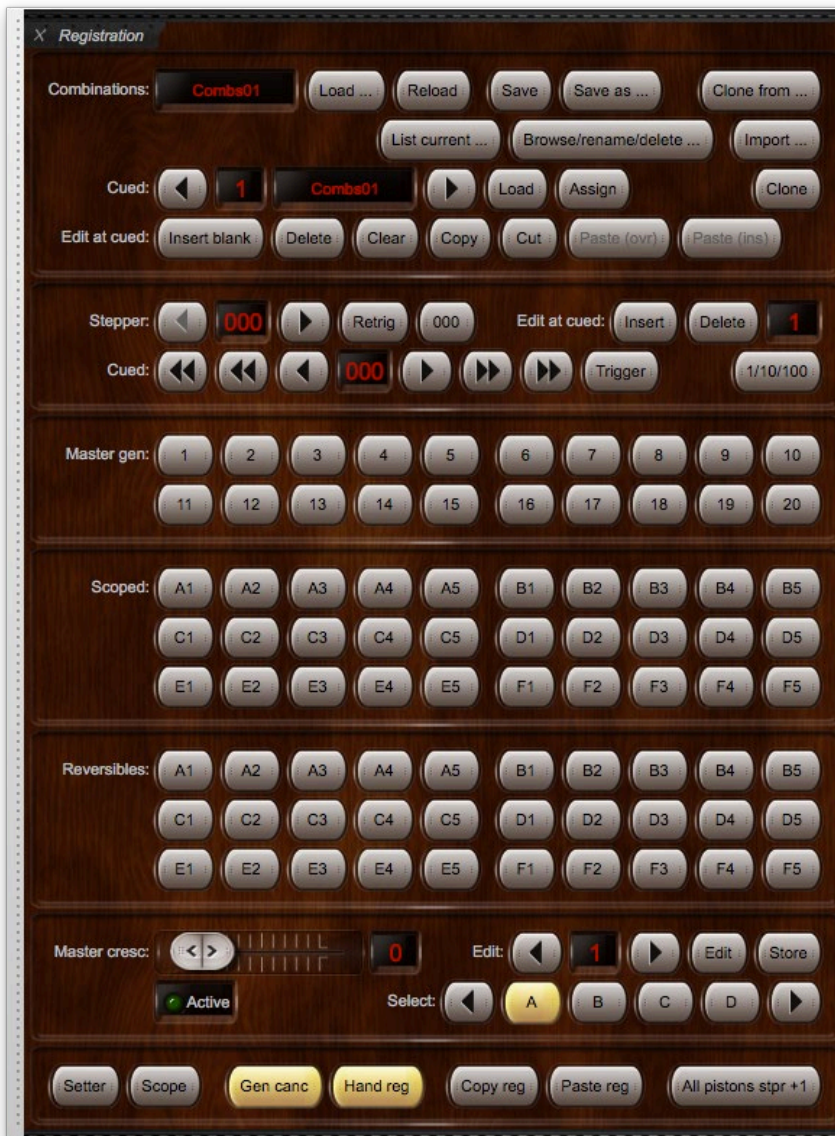 X Registration
Combinations: Combs01 Load ... Reload Save Save as ... Clone from ...
List current ... Browse/rename/delete ... Import ...
Cued: 1 Combs01 Load Assign Clone
Edit at cued: Insert blank Delete Clear Copy Cut Paste (ovr) Paste (ins)
Stepper: 000 Retrig 000 Edit at cued: Insert Delete 1
Cued: 000 Trigger 1/10/100
Master gen: 1 2 3 4 5 6 7 8 9 10
11 12 13 14 15 16 17 18 19 20
Scoped: A1 A2 A3 A4 A5 B1 B2 B3 B4 B5
C1 C2 C3 C4 C5 D1 D2 D3 D4 D5
E1 E2 E3 E4 E5 F1 F2 F3 F4 F5
Reversibles: A1 A2 A3 A4 A5 B1 B2 B3 B4 B5
C1 C2 C3 C4 C5 D1 D2 D3 D4 D5
E1 E2 E3 E4 E5 F1 F2 F3 F4 F5
Master cresc: 0 Edit: 1 Edit Store
Active Select: A B C D
Setter Scope Gen canc Hand reg Copy reg Paste reg All pistons stpr +1